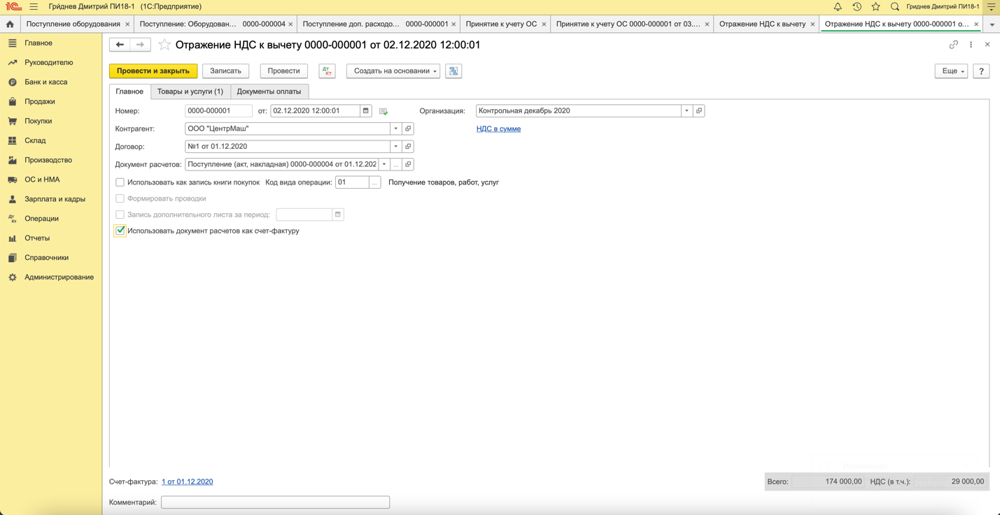 1С Гриднев Дмитрий ПИ18-1 (1С:Предприятие) Гриднев Дмитрий ПИ18-1
Поступление оборудования × Поступление: Оборудован... 0000-000004 × Поступление доп. расходо... 0000-000001 × Принятие к учету ОС × Принятие к учету ОС 0000-000001 от 03.... × Отражение НДС к вычету × Отражение НДС к вычету 0000-000001 о... ×
Главное
Руководителю
Банк и касса
Продажи
Покупки
Склад
Производство
ОС и НМА
Зарплата и кадры
Операции
Отчеты
Справочники
Администрирование
Отражение НДС к вычету 0000-000001 от 02.12.2020 12:00:01
Провести и закрыть Записать Провести Дт Кт Создать на основании Еще ?
Главное Товары и услуги (1) Документы оплаты
Номер: 0000-000001 от: 02.12.2020 12:00:01 Организация: Контрольная декабрь 2020
Контрагент: ООО "ЦентрМаш" НДС в сумме
Договор: №1 от 01.12.2020
Документ расчетов: Поступление (акт, накладная) 0000-000004 от 01.12.202 ...
Использовать как запись книги покупок Код вида операции: 01 ... Получение товаров, работ, услуг
Формировать проводки
Запись дополнительного листа за период:
Использовать документ расчетов как счет-фактуру
Счет-фактура: 1 от 01.12.2020 Всего: 174 000,00 НДС (в т.ч.): 29 000,00
Комментарий: